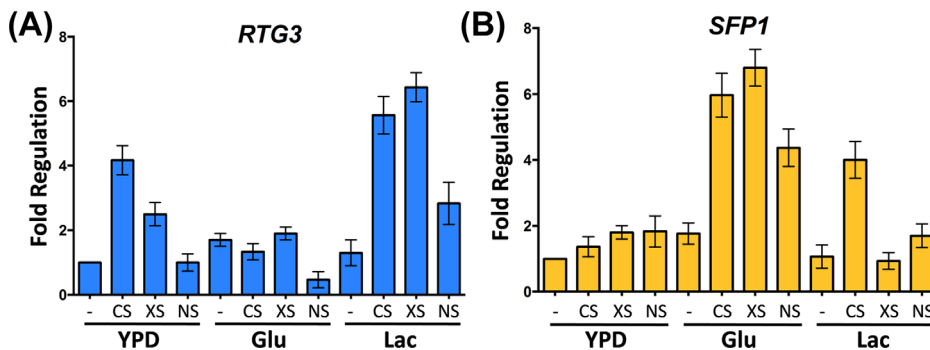 (A)
RTG3
Fold Regulation
8
6
4
2
0
- CS XS NS - CS XS NS - CS XS NS
YPD Glu Lac
(B)
SFP1
Fold Regulation
8
6
4
2
0
- CS XS NS - CS XS NS - CS XS NS
YPD Glu Lac